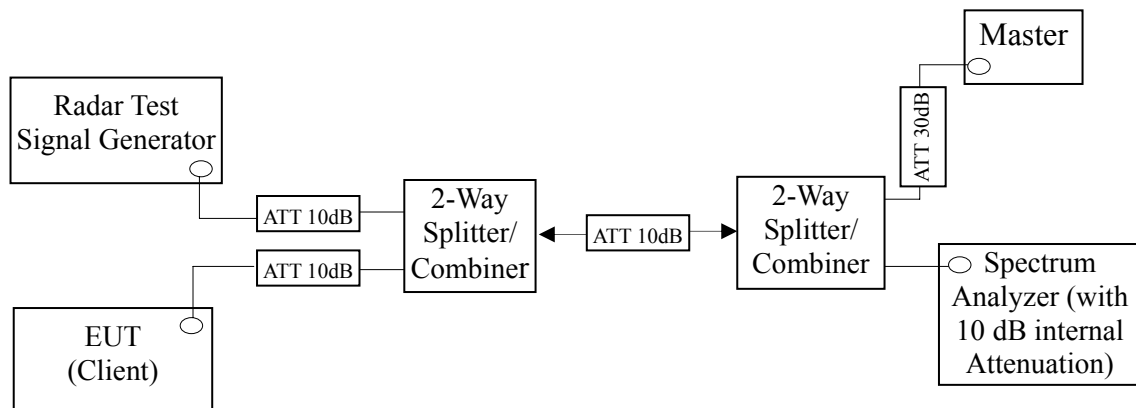 Radar Test
Signal Generator
ATT 10dB
ATT 10dB
EUT
(Client)
2-Way
Splitter/
Combiner
ATT 10dB
2-Way
Splitter/
Combiner
ATT 30dB
Master
Spectrum
Analyzer (with
10 dB internal
Attenuation)